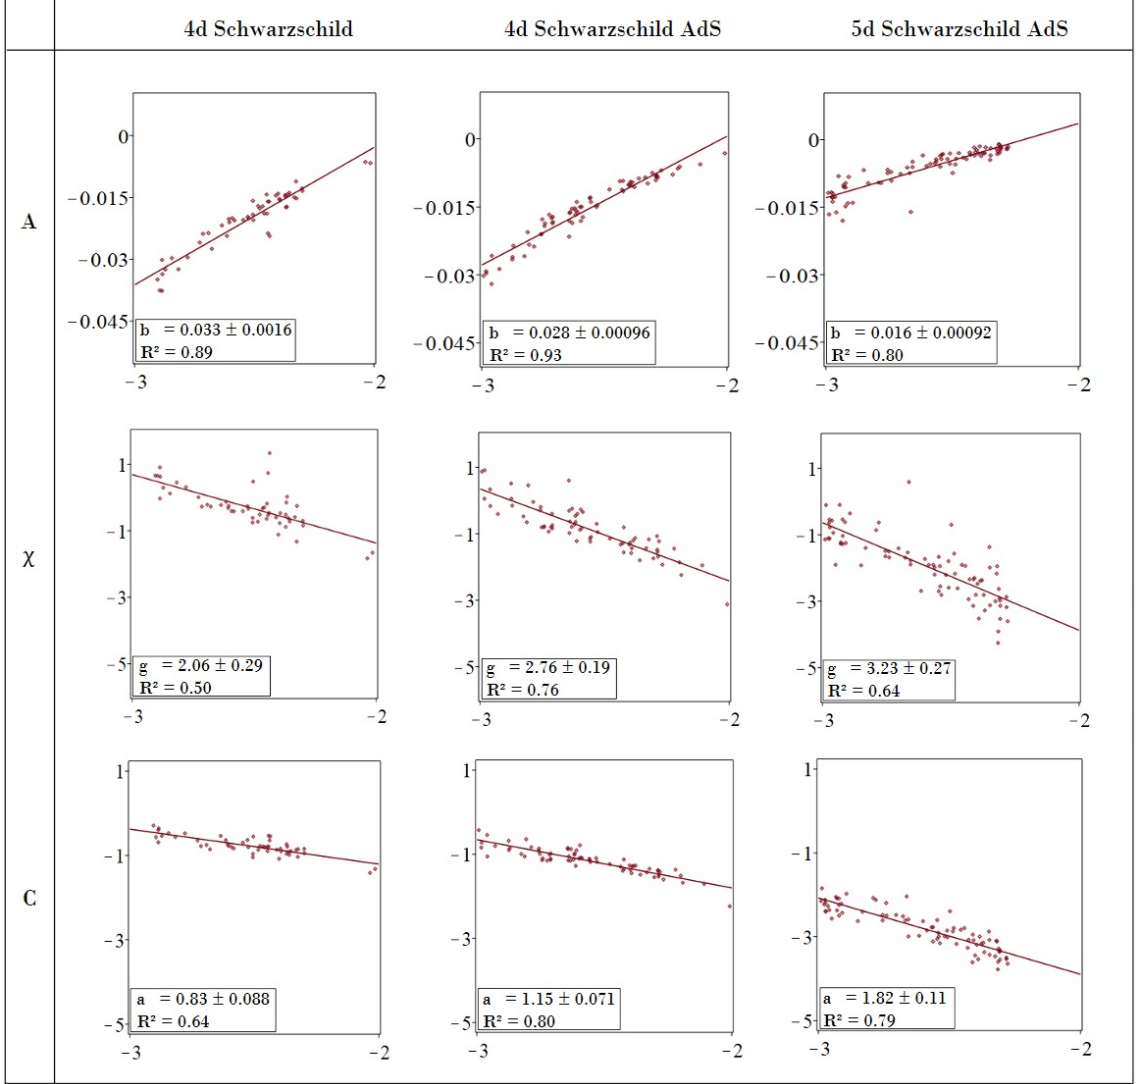 4d Schwarzschild 4d Schwarzschild AdS 5d Schwarzschild AdS
A
0
−0.015
−0.03
−0.045
b = 0.033 ± 0.0016
R² = 0.89
−3 −2
0
−0.015
−0.03
−0.045
b = 0.028 ± 0.00096
R² = 0.93
−3 −2
0
−0.015
−0.03
−0.045
b = 0.016 ± 0.00092
R² = 0.80
−3 −2
χ
1
−1
−3
−5
g = 2.06 ± 0.29
R² = 0.50
−3 −2
1
−1
−3
−5
g = 2.76 ± 0.19
R² = 0.76
−3 −2
1
−1
−3
−5
g = 3.23 ± 0.27
R² = 0.64
−3 −2
C
1
−1
−3
−5
a = 0.83 ± 0.088
R² = 0.64
−3 −2
1
−1
−3
−5
a = 1.15 ± 0.071
R² = 0.80
−3 −2
1
−1
−3
−5
a = 1.82 ± 0.11
R² = 0.79
−3 −2